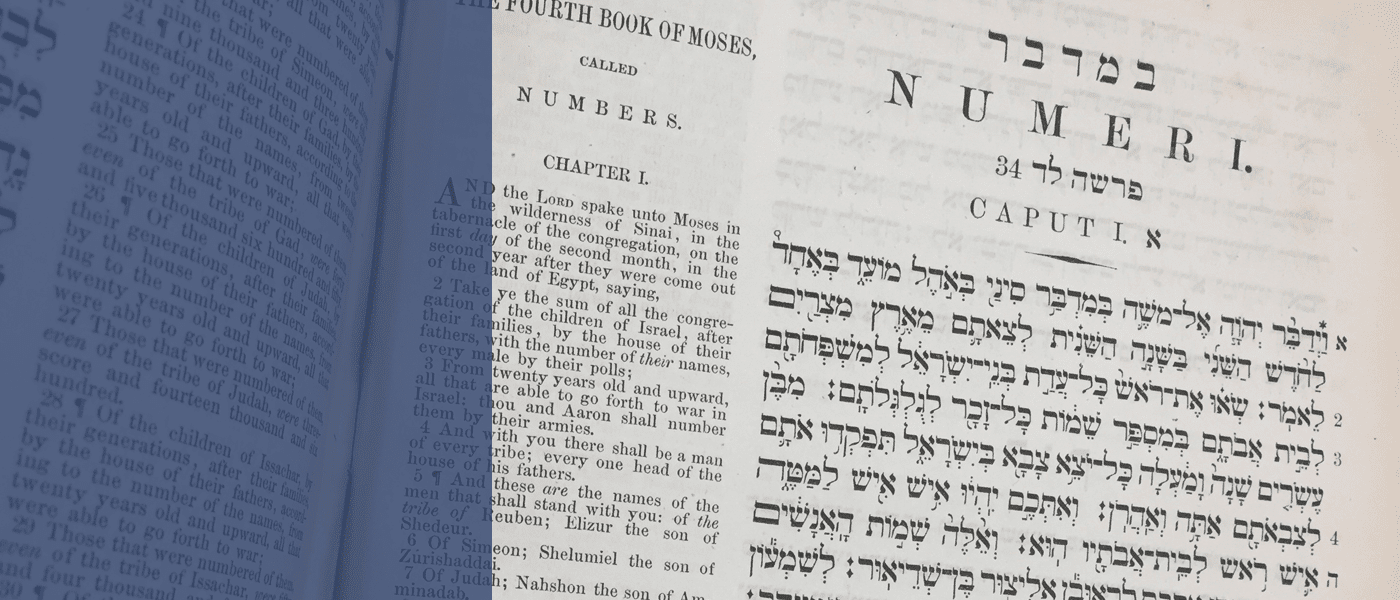 that were numbered of
nine thousand and three hundred
24 ¶ Of the children of Gad, by their
generations, after their families,
house of their fathers, according
number of the names, from twenty
years old and upward, all that were
able to go forth to war;
25 Those that were numbered of them,
even of the tribe of Gad, were forty
and five thousand six hundred and fifty
26 ¶ Of the children of Judah, by
their generations, after their families,
by the house of their fathers, accord-
ing to the number of the names, from
twenty years old and upward, all that
were able to go forth to war;
27 Those that were numbered of them,
even of the tribe of Judah, were three-
score and fourteen thousand and six
hundred.
28 ¶ Of the children of Issachar, by
their generations, after their families,
by the house of their fathers, accord-
ing to the number of the names, from
twenty years old and upward, all that
were able to go forth to war;
29 Those that were numbered of them,
even of the tribe of Issachar, were
and four thousand
30 ¶ Of
THE FOURTH BOOK OF MOSES,
CALLED
NUMBERS.
CHAPTER I.
AND the LORD spake unto Moses in
the wilderness of Sinai, in the
tabernacle of the congregation, on the
first day of the second month, in the
second year after they were come out
of the land of Egypt, saying,
2 Take ye the sum of all the congre-
gation of the children of Israel, after
their families, by the house of their
fathers, with the number of their names,
every male by their polls;
3 From twenty years old and upward,
all that are able to go forth to war in
Israel: thou and Aaron shall number
them by their armies.
4 And with you there shall be a man
of every tribe; every one head of the
house of his fathers.
5 ¶ And these are the names of the
men that shall stand with you: of the
tribe of Reuben; Elizur the son of
Shedeur.
6 Of Simeon; Shelumiel the son of
Zurishaddai.
7 Of Judah; Nahshon the son of Am-
minadab.
במדבר
NUMERI.
פרשה לד 34
CAPUT I. א
א וַיְדַבֵּר יְהוָֹה אֶל־מֹשֶׁה בְּמִדְבַּר סִינַי בְּאֹהֶל מוֹעֵד בְּאֶחָד
לַחֹדֶשׁ הַשֵּׁנִי בַּשָּׁנָה הַשֵּׁנִית לְצֵאתָם מֵאֶרֶץ מִצְרַיִם
2 לֵאמֹר׃ שְׂאוּ אֶת־רֹאשׁ כָּל־עֲדַת בְּנֵי־יִשְׂרָאֵל לְמִשְׁפְּחֹתָם
3 לְבֵית אֲבֹתָם בְּמִסְפַּר שֵׁמוֹת כָּל־זָכָר לְגֻלְגְּלֹתָם׃ מִבֶּן
עֶשְׂרִים שָׁנָה וָמַעְלָה כָּל־יֹצֵא צָבָא בְּיִשְׂרָאֵל תִּפְקְדוּ אֹתָם
4 לְצִבְאֹתָם אַתָּה וְאַהֲרֹן׃ וְאִתְּכֶם יִהְיוּ אִישׁ אִישׁ לַמַּטֶּה
ה אִישׁ רֹאשׁ לְבֵית־אֲבֹתָיו הוּא׃ וְאֵלֶּה שְׁמוֹת הָאֲנָשִׁים
לִרְאוּבֵן אֱלִיצוּר בֶּן־שְׁדֵיאוּר׃ לְשִׁמְעוֹן